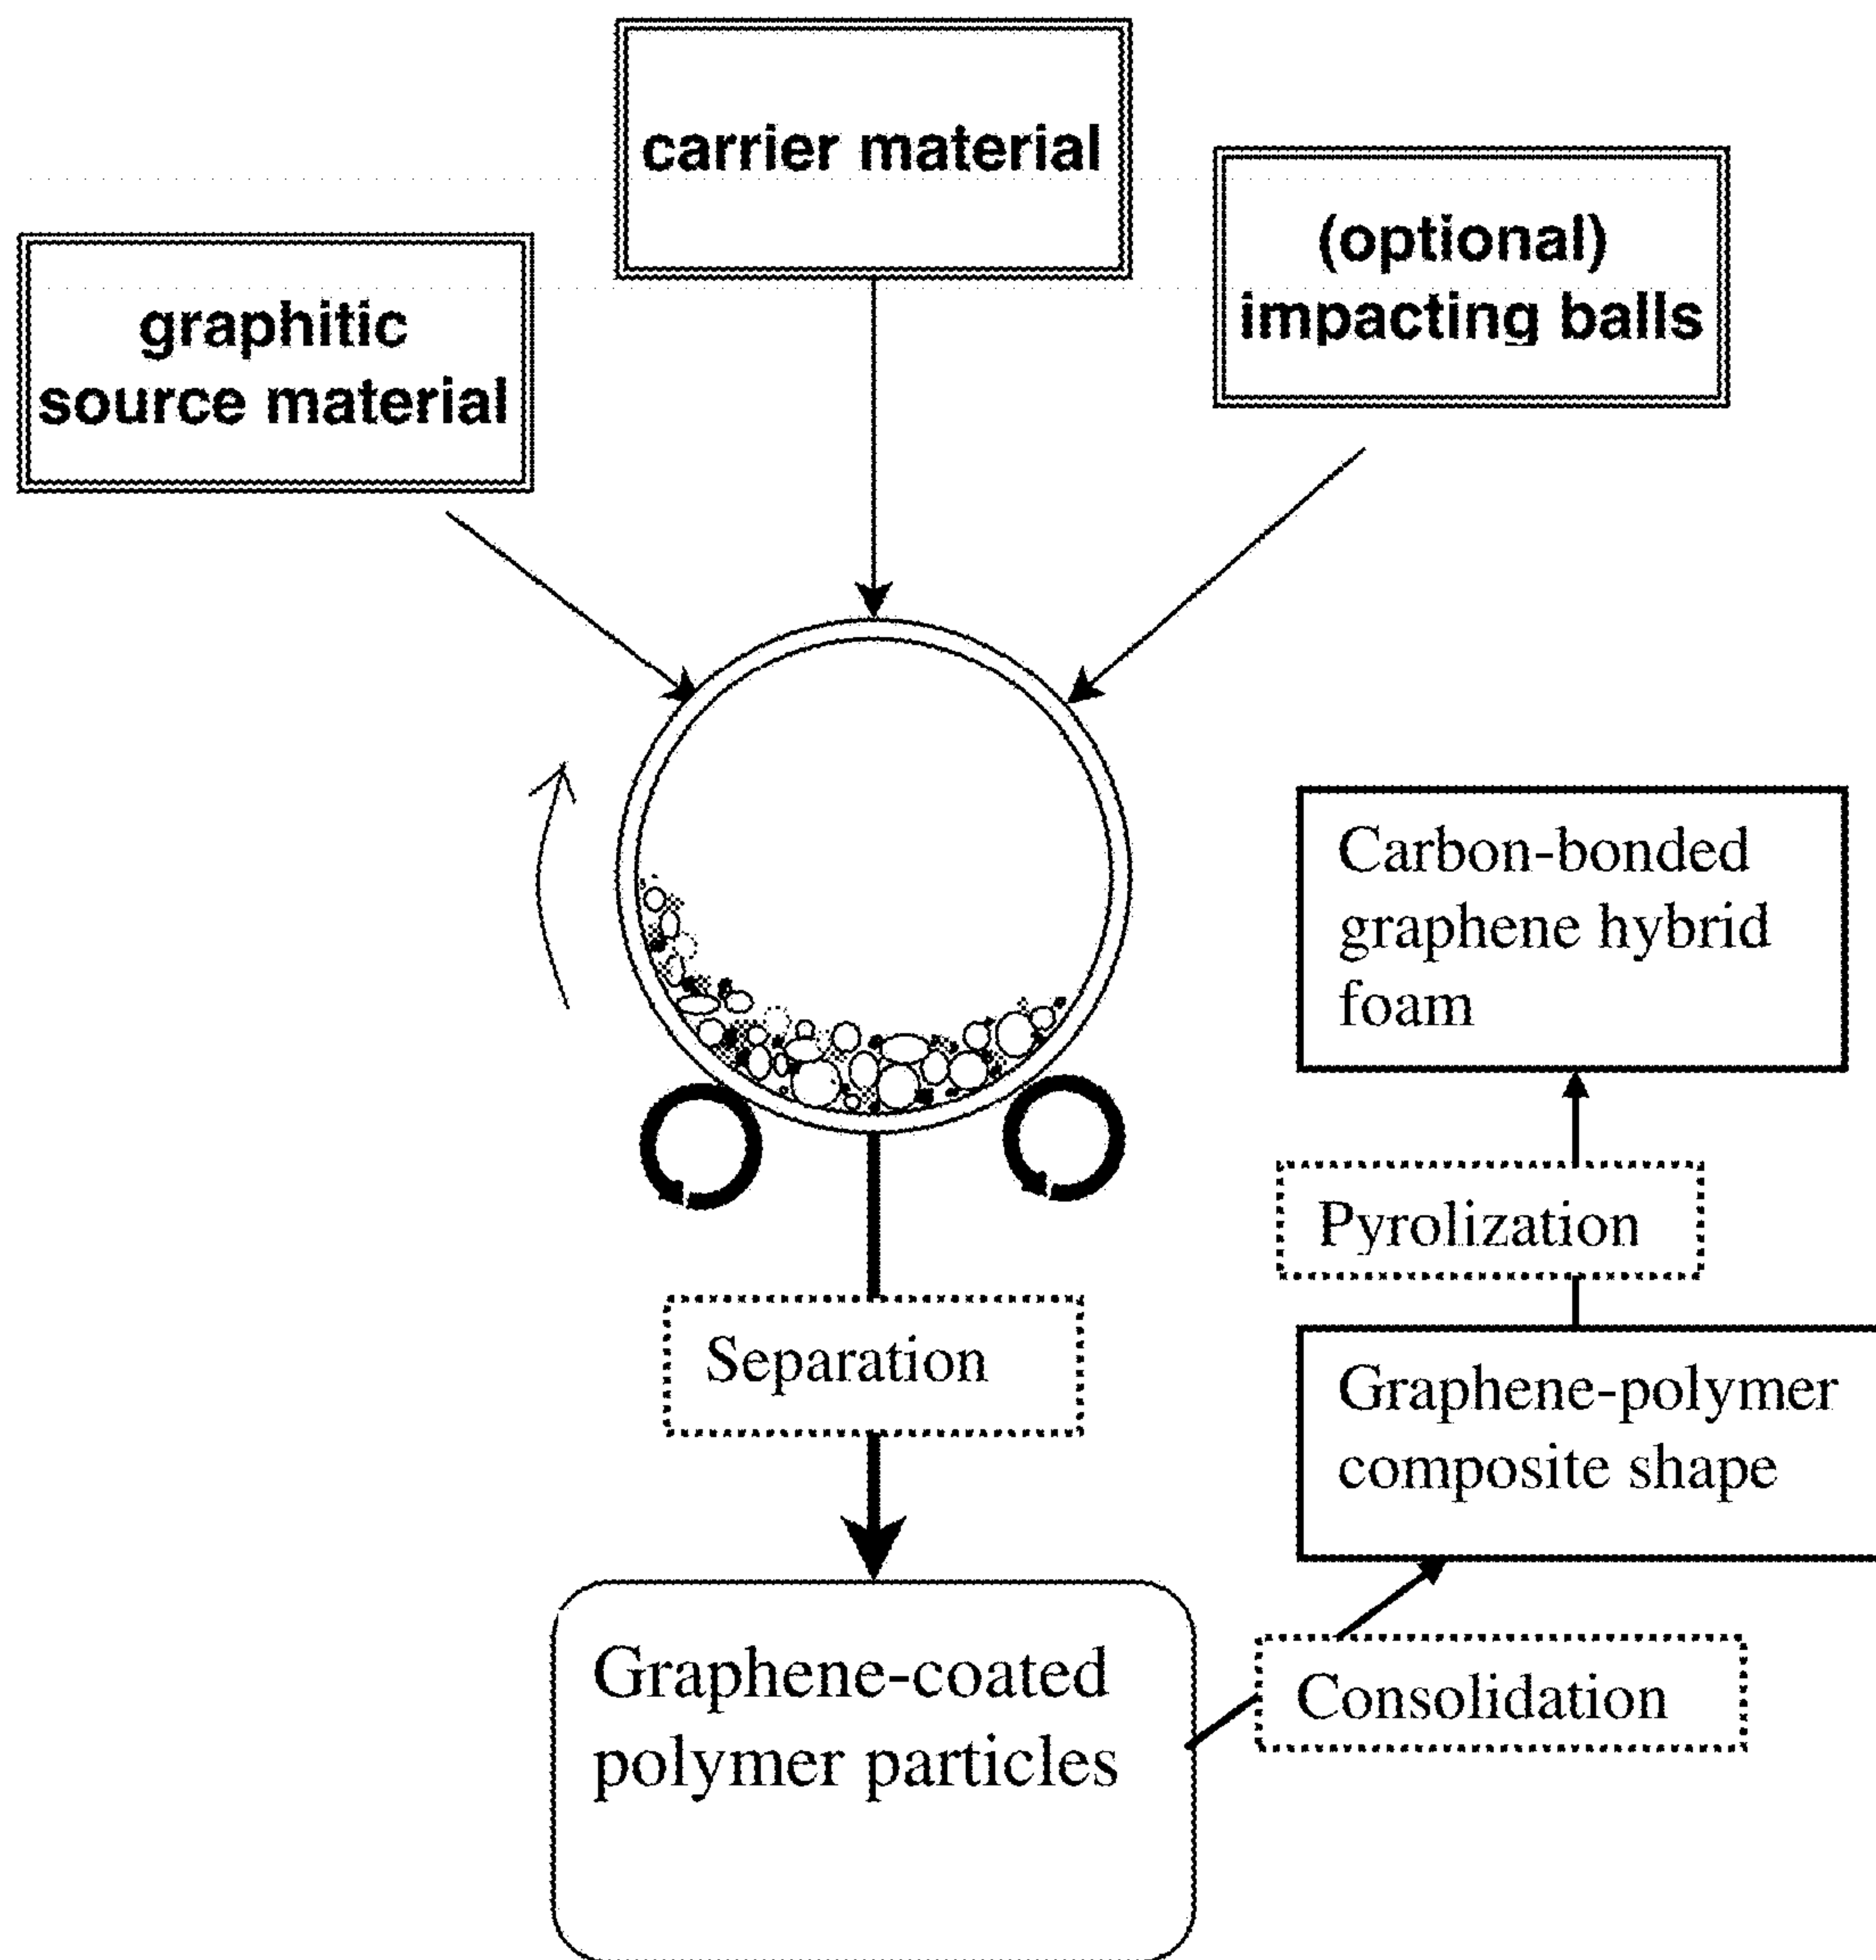 carrier material
(optional)
impacting balls
graphitic
source material
Carbon-bonded
graphene hybrid
foam
Pyrolization
Separation
Graphene-polymer
composite shape
Graphene-coated
polymer particles
Consolidation